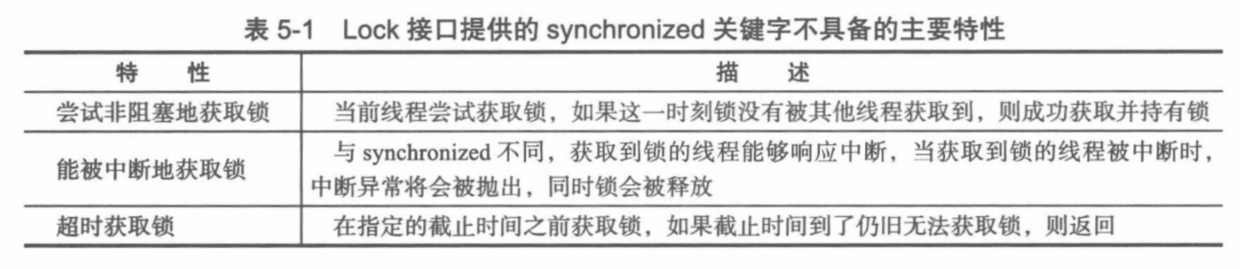 表 5-1 Lock 接口提供的 synchronized 关键字不具备的主要特性
特 性 描 述
尝试非阻塞地获取锁 当前线程尝试获取锁，如果这一时刻锁没有被其他线程获取到，则成功获取并持有锁
能被中断地获取锁 与 synchronized 不同，获取到锁的线程能够响应中断，当获取到锁的线程被中断时，
中断异常将会被抛出，同时锁会被释放
超时获取锁 在指定的截止时间之前获取锁，如果截止时间到了仍旧无法获取锁，则返回